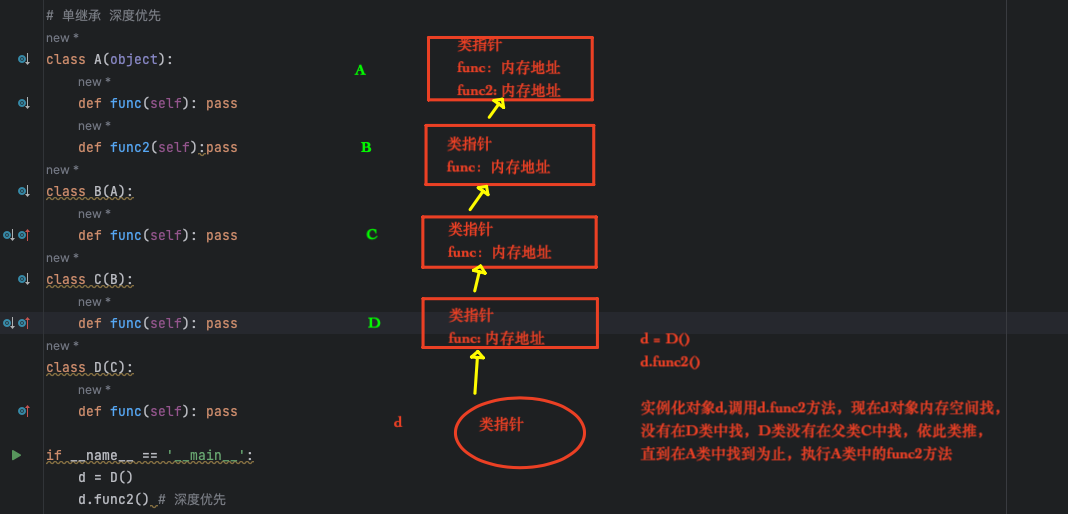 # 单继承 深度优先
new *
class A(object):
new *
def func(self): pass
new *
def func2(self):pass
new *
class B(A):
new *
def func(self): pass
new *
class C(B):
new *
def func(self): pass
new *
class D(C):
new *
def func(self): pass
if __name__ == '__main__':
d = D()
d.func2() # 深度优先
A
类指针
func: 内存地址
func2: 内存地址
B
类指针
func: 内存地址
C
类指针
func: 内存地址
D
类指针
func: 内存地址
d
类指针
d = D()
d.func2()
实例化对象d,调用d.func2方法，现在d对象内存空间找，
没有在D类中找，D类没有在父类C中找，依此类推，
直到在A类中找到为止，执行A类中的func2方法